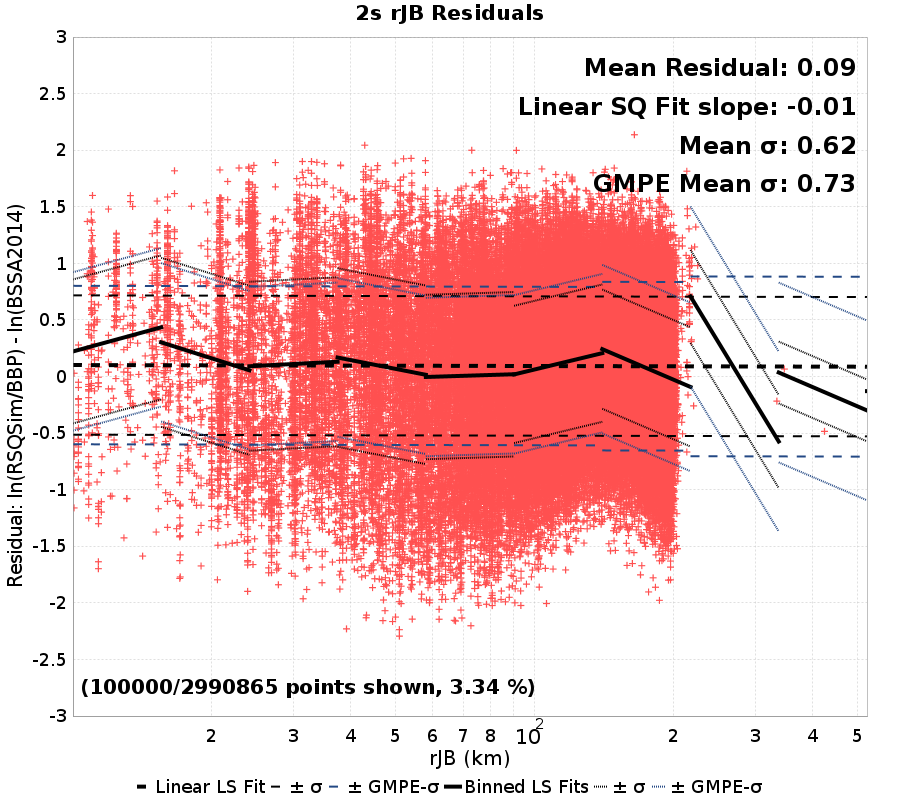 2s rJB Residuals
Mean Residual: 0.09
Linear SQ Fit slope: -0.01
Mean σ: 0.62
GMPE Mean σ: 0.73
3
2.5
2
1.5
1
0.5
0
-0.5
-1
-1.5
-2
-2.5
-3
Residual: ln(RSQSim/BBP) - ln(BSSA2014)
(100000/2990865 points shown, 3.34 %)
2 3 4 5 6 7 8 10^2 2 3 4 5
rJB (km)
Linear LS Fit ± σ ± GMPE-σ Binned LS Fits ± σ ± GMPE-σ